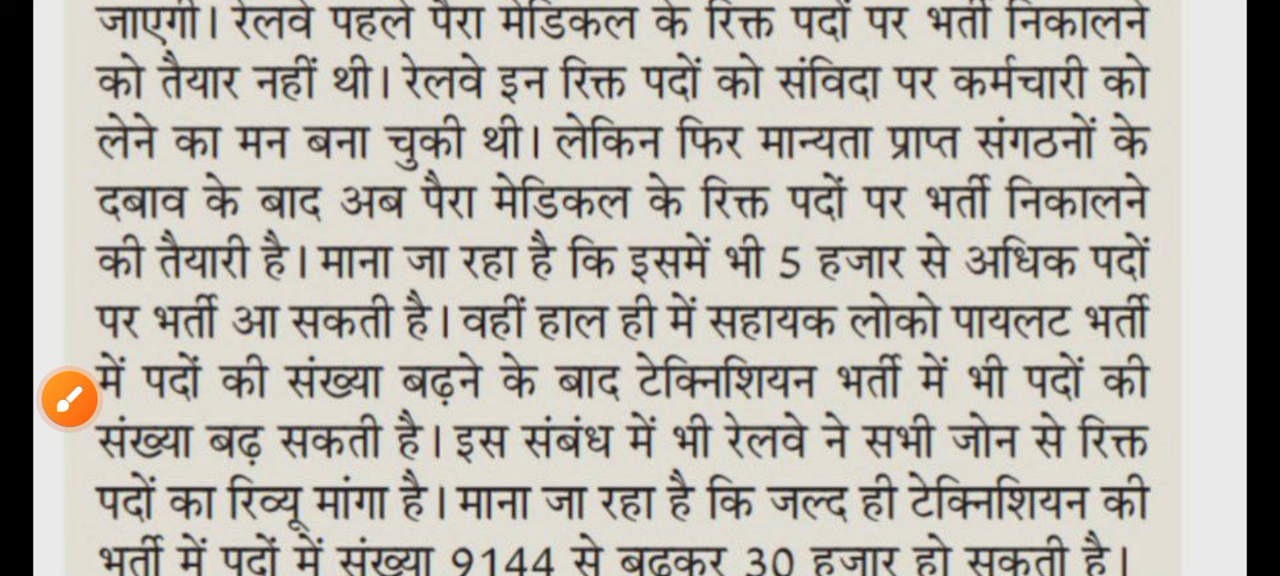 जाएगी। रेलवे पहले पैरा मेडिकल के रिक्त पदों पर भर्ती निकालने
को तैयार नहीं थी। रेलवे इन रिक्त पदों को संविदा पर कर्मचारी को
लेने का मन बना चुकी थी। लेकिन फिर मान्यता प्राप्त संगठनों के
दबाव के बाद अब पैरा मेडिकल के रिक्त पदों पर भर्ती निकालने
की तैयारी है। माना जा रहा है कि इसमें भी 5 हजार से अधिक पदों
पर भर्ती आ सकती है। वहीं हाल ही में सहायक लोको पायलट भर्ती
में पदों की संख्या बढ़ने के बाद टेक्निशियन भर्ती में भी पदों की
संख्या बढ़ सकती है। इस संबंध में भी रेलवे ने सभी जोन से रिक्त
पदों का रिव्यू मांगा है। माना जा रहा है कि जल्द ही टेक्निशियन की
भर्ती में पदों में संख्या 9144 से बढ़कर 30 हजार हो सकती है।